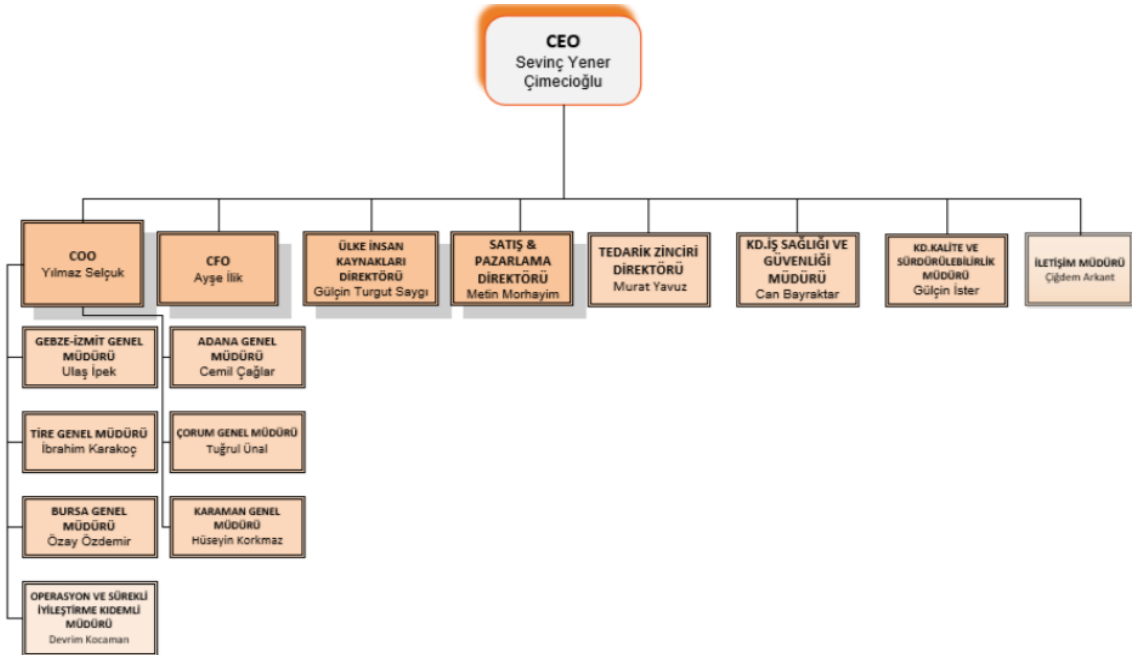 CEO
Sevinç Yener
Çimecioğlu
COO
Yılmaz Selçuk
CFO
Ayşe İlik
ÜLKE İNSAN
KAYNAKLARI
DİREKTÖRÜ
Gülçin Turgut Saygı
SATIŞ &
PAZARLAMA
DİREKTÖRÜ
Metin Morhayim
TEDARİK ZİNCİRİ
DİREKTÖRÜ
Murat Yavuz
KD.İŞ SAĞLIĞI VE
GÜVENLİĞİ
MÜDÜRÜ
Can Bayraktar
KD.KALİTE VE
SÜRDÜRÜLEBİLİRLİK
MÜDÜRÜ
Gülçin İster
İLETİŞİM MÜDÜRÜ
Çiğdem Arkant
GEBZE-İZMİT GENEL
MÜDÜRÜ
Ulaş İpek
ADANA GENEL
MÜDÜRÜ
Cemil Çağlar
TİRE GENEL MÜDÜRÜ
İbrahim Karakoç
ÇORUM GENEL MÜDÜRÜ
Tuğrul Ünal
BURSA GENEL
MÜDÜRÜ
Özay Özdemir
KARAMAN GENEL
MÜDÜRÜ
Hüseyin Korkmaz
OPERASYON VE SÜREKLİ
İYİLEŞTİRME KIDEMLİ
MÜDÜRÜ
Devrim Kocaman